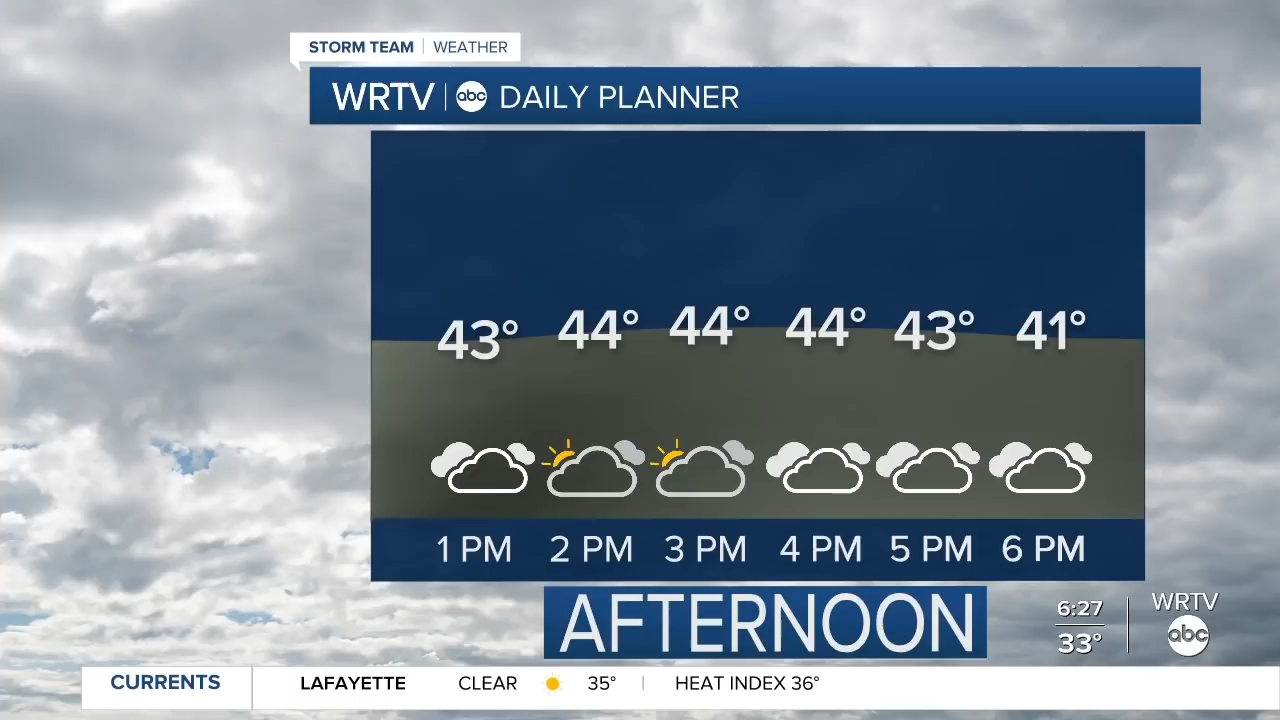 STORM TEAM | WEATHER
WRTV | abc DAILY PLANNER
43° 44° 44° 44° 43° 41°
1 PM 2 PM 3 PM 4 PM 5 PM 6 PM
AFTERNOON
6:27
33°
WRTV
abc
CURRENTS LAFAYETTE CLEAR 35° | HEAT INDEX 36°